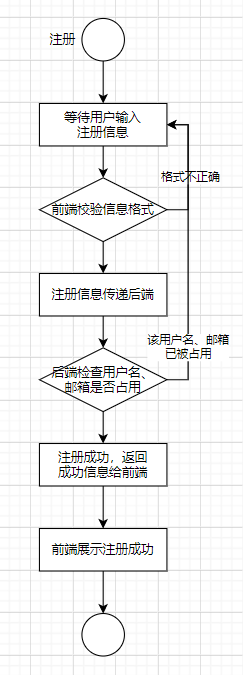 注册
等待用户输入
注册信息
格式不正确
前端校验信息格式
注册信息传递后端
该用户名、邮箱
已被占用
后端检查用户名、
邮箱是否占用
注册成功，返回
成功信息给前端
前端展示注册成功